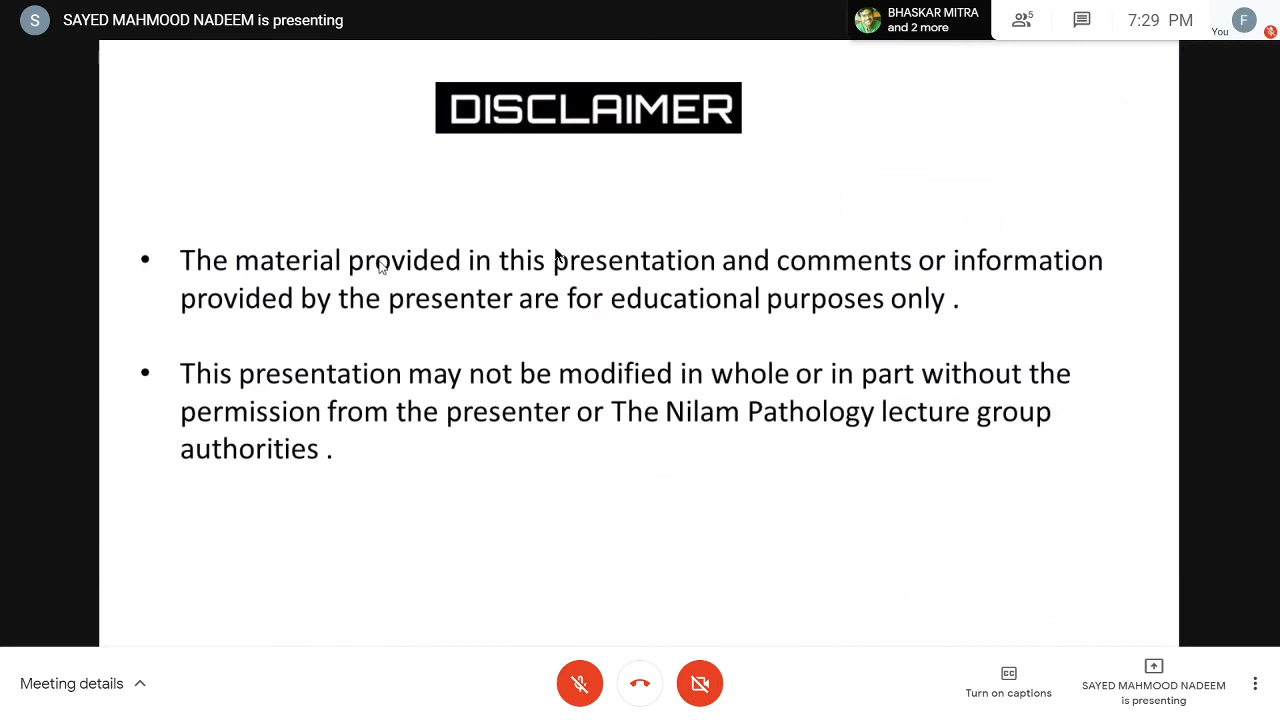 S SAYED MAHMOOD NADEEM is presenting
BHASKAR MITRA
and 2 more
5
7:29 PM
You
F
DISCLAIMER
• The material provided in this presentation and comments or information
provided by the presenter are for educational purposes only .
• This presentation may not be modified in whole or in part without the
permission from the presenter or The Nilam Pathology lecture group
authorities .
Meeting details
CC
Turn on captions
SAYED MAHMOOD NADEEM
is presenting